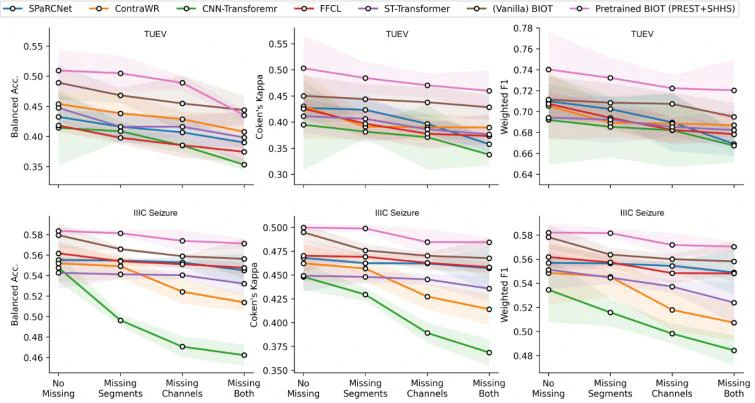 SPaRCNet ContraWR CNN-Transforemr FFCL ST-Transformer (Vanilla) BIOT Pretrained BIOT (PREST+SHHS)
TUEV
Balanced Acc.
0.55
0.50
0.45
0.40
0.35
TUEV
Coken's Kappa
0.55
0.50
0.45
0.40
0.35
0.30
TUEV
Weighted F1
0.78
0.76
0.74
0.72
0.70
0.68
0.66
0.64
IIIC Seizure
Balanced Acc.
0.58
0.56
0.54
0.52
0.50
0.48
0.46
No Missing
Missing Segments
Missing Channels
Missing Both
IIIC Seizure
Coken's Kappa
0.500
0.475
0.450
0.425
0.400
0.375
0.350
No Missing
Missing Segments
Missing Channels
Missing Both
IIIC Seizure
Weighted F1
0.58
0.56
0.54
0.52
0.50
0.48
No Missing
Missing Segments
Missing Channels
Missing Both